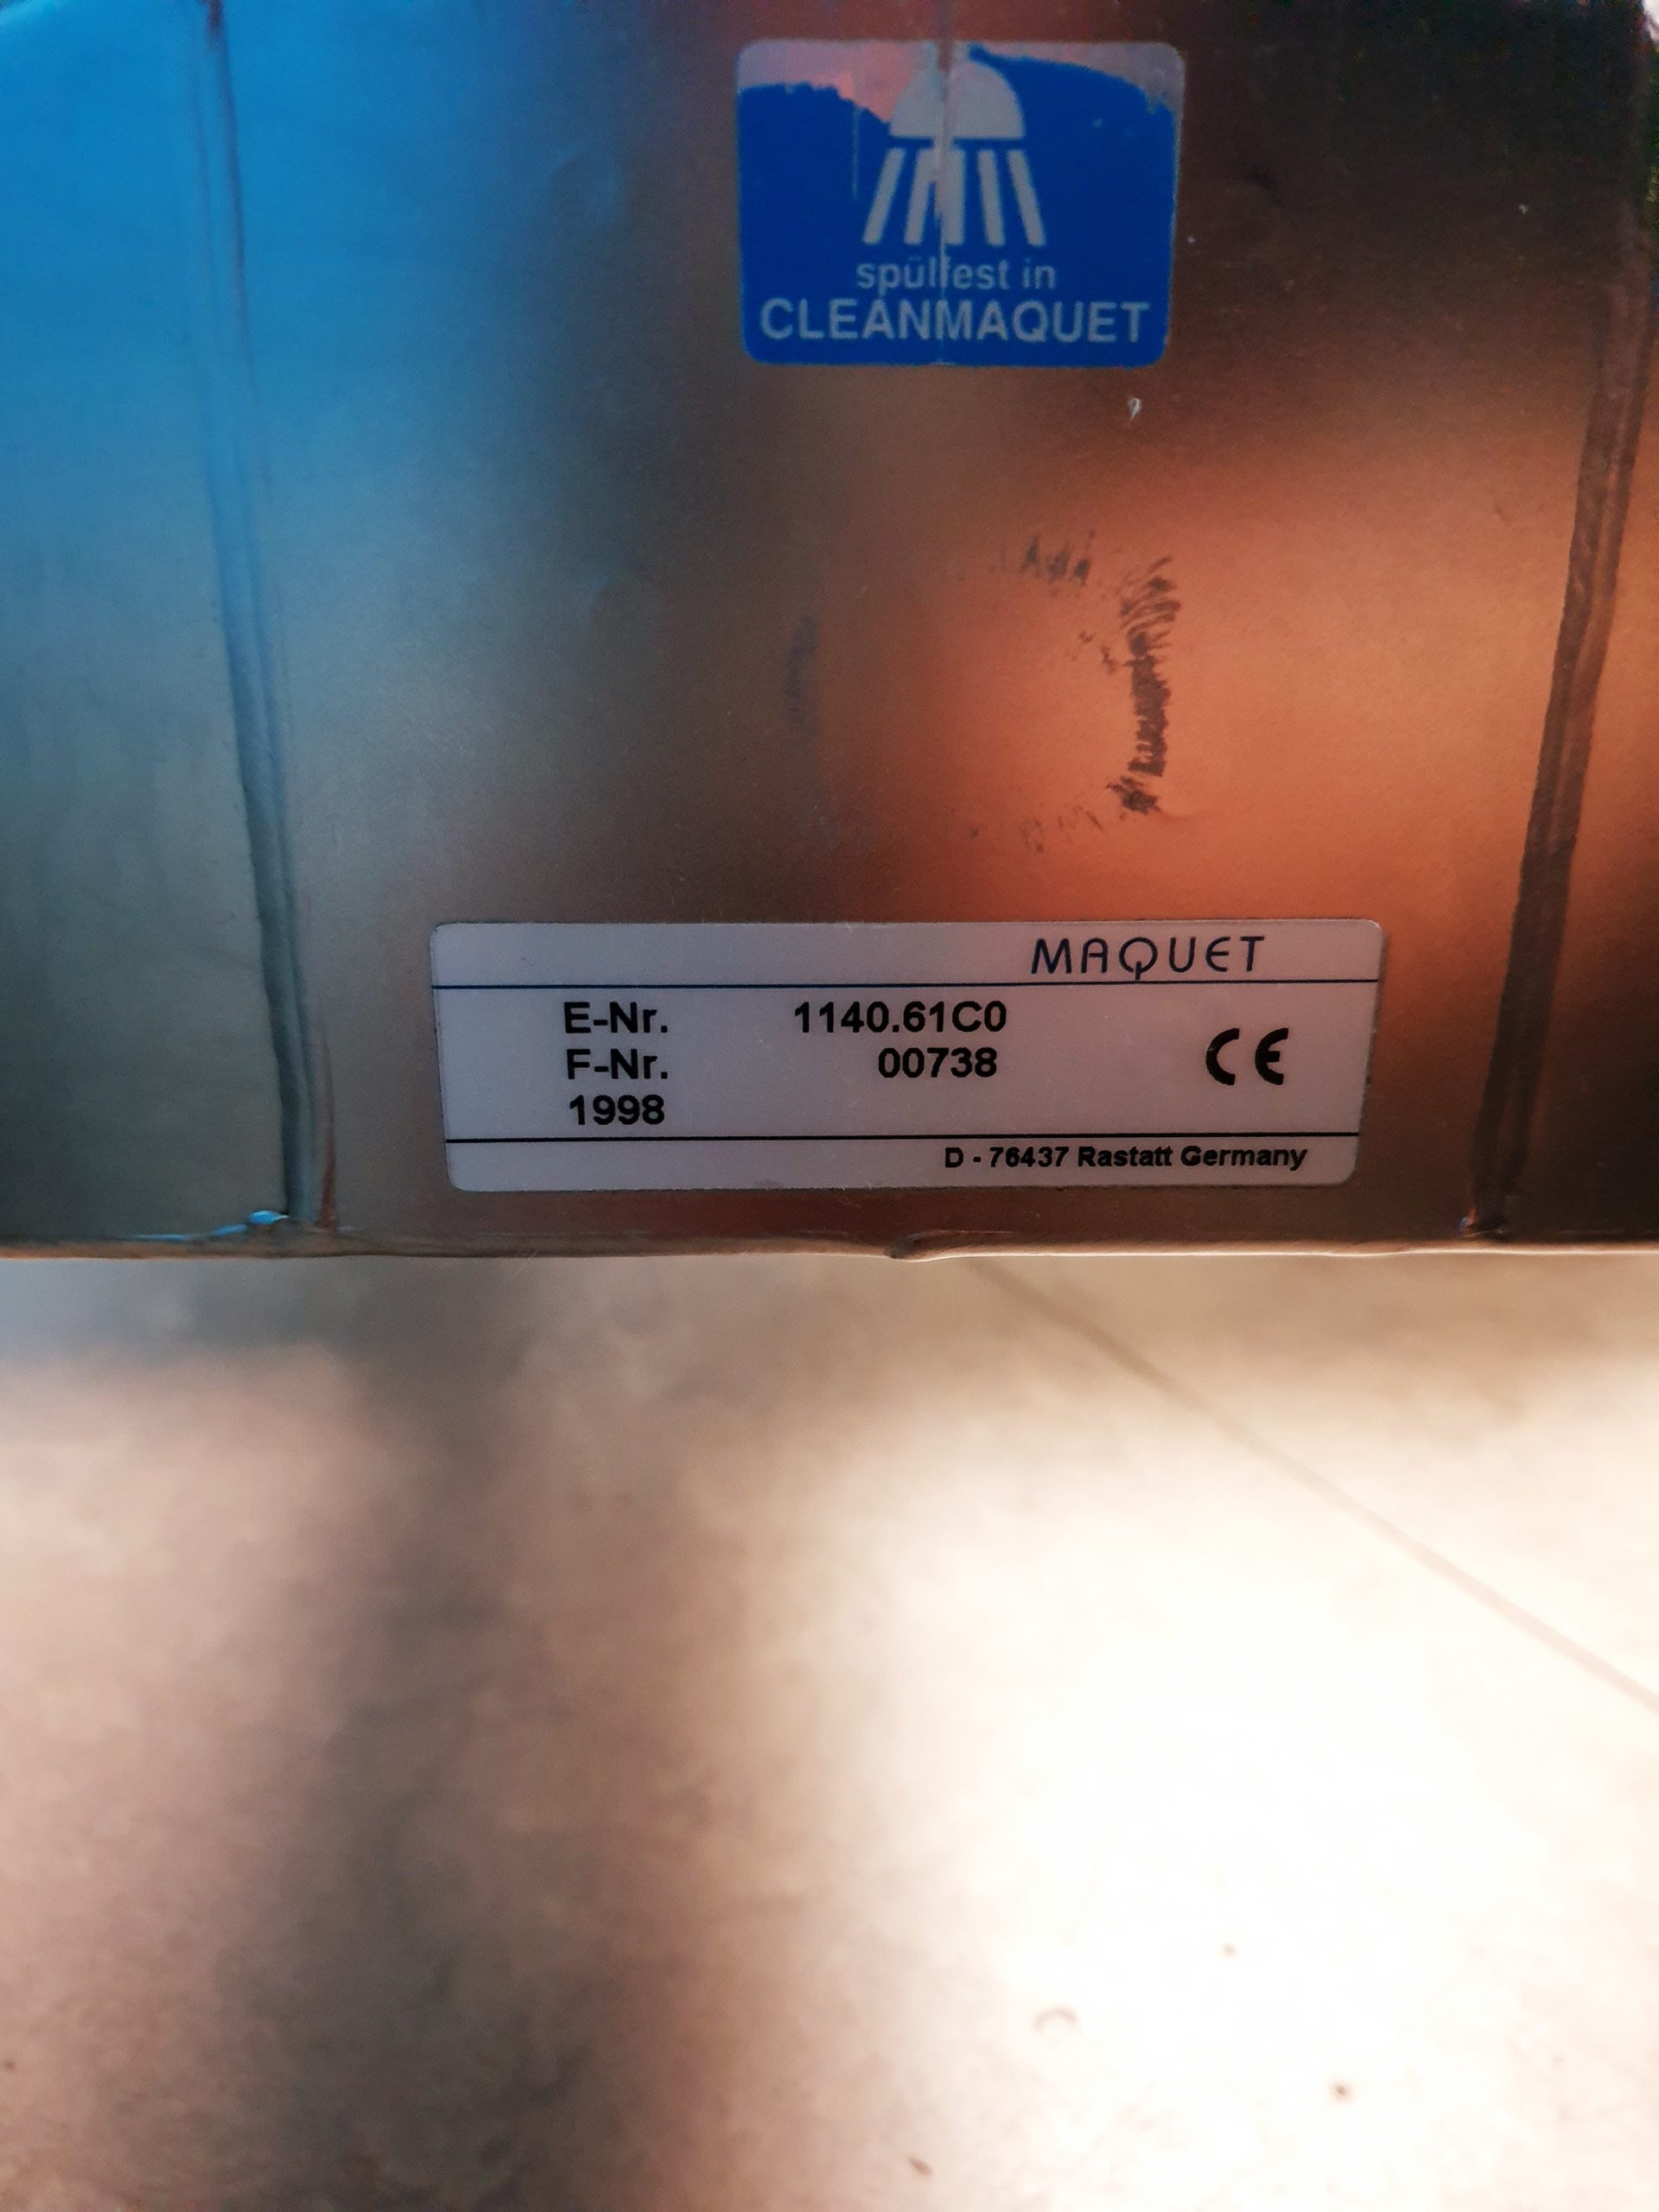 spülfest in
CLEANMAQUET
MAQUET
E-Nr. 1140.61C0
F-Nr. 00738
CE
1998
D - 76437 Rastatt Germany